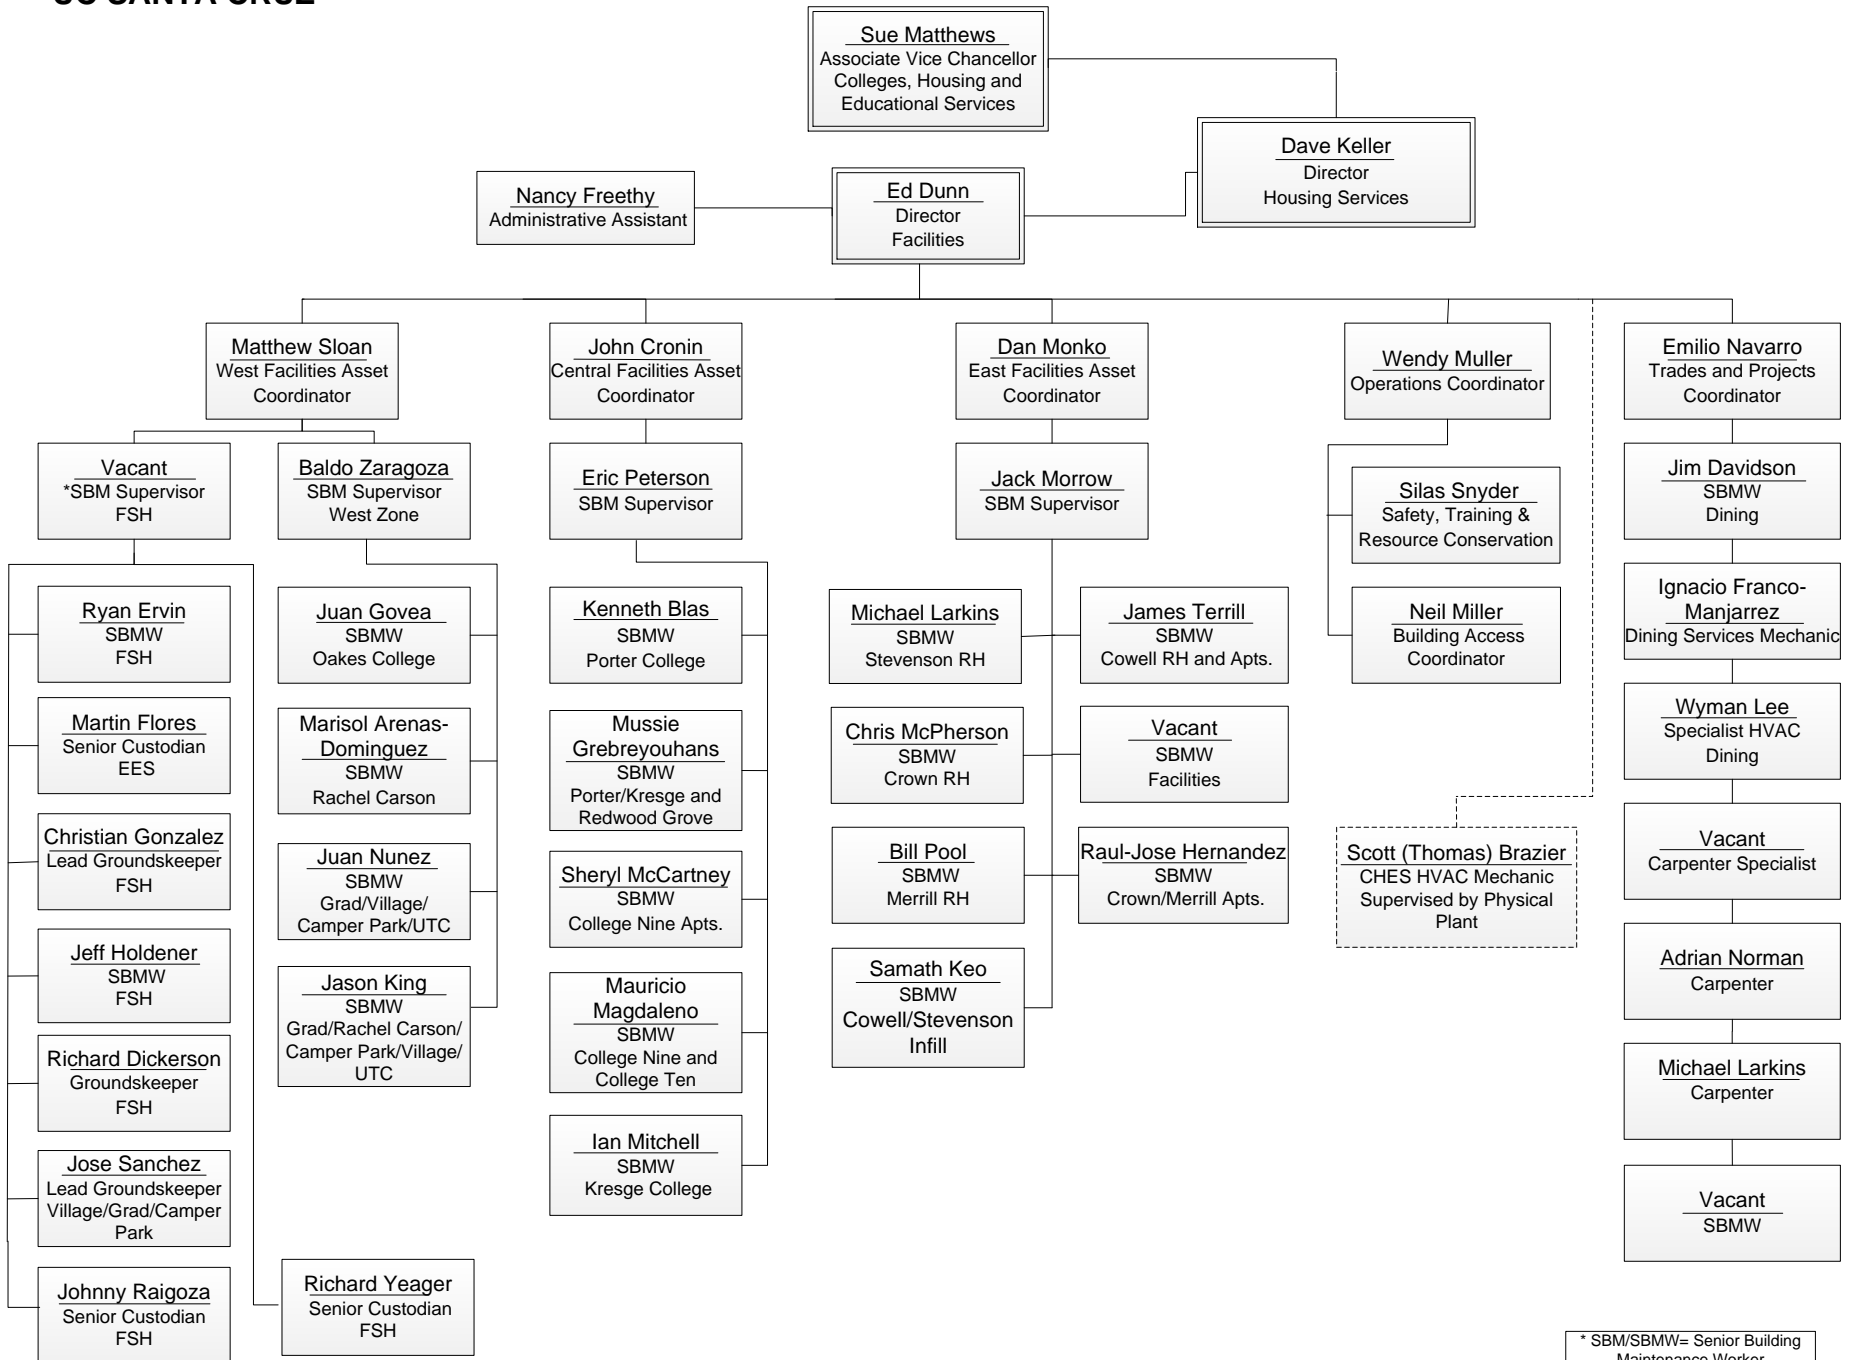 UC SANTA CRUZ
Sue Matthews
Associate Vice Chancellor
Colleges, Housing and
Educational Services
Dave Keller
Director
Housing Services
Nancy Freethy
Administrative Assistant
Ed Dunn
Director
Facilities
Matthew Sloan
West Facilities Asset
Coordinator
John Cronin
Central Facilities Asset
Coordinator
Dan Monko
East Facilities Asset
Coordinator
Wendy Muller
Operations Coordinator
Emilio Navarro
Trades and Projects
Coordinator
Vacant
*SBM Supervisor
FSH
Baldo Zaragoza
SBM Supervisor
West Zone
Eric Peterson
SBM Supervisor
Jack Morrow
SBM Supervisor
Silas Snyder
Safety, Training &
Resource Conservation
Neil Miller
Building Access
Coordinator
Jim Davidson
SBMW
Dining
Ignacio Franco-
Manjarrez
Dining Services Mechanic
Wyman Lee
Specialist HVAC
Dining
Vacant
Carpenter Specialist
Adrian Norman
Carpenter
Michael Larkins
Carpenter
Vacant
SBMW
Ryan Ervin
SBMW
FSH
Martin Flores
Senior Custodian
EES
Christian Gonzalez
Lead Groundskeeper
FSH
Jeff Holdener
SBMW
FSH
Richard Dickerson
Groundskeeper
FSH
Jose Sanchez
Lead Groundskeeper
Village/Grad/Camper
Park
Johnny Raigoza
Senior Custodian
FSH
Richard Yeager
Senior Custodian
FSH
Juan Govea
SBMW
Oakes College
Marisol Arenas-
Dominguez
SBMW
Rachel Carson
Juan Nunez
SBMW
Grad/Village/
Camper Park/UTC
Jason King
SBMW
Grad/Rachel Carson/
Camper Park/Village/
UTC
Kenneth Blas
SBMW
Porter College
Mussie
Grebreyouhans
SBMW
Porter/Kresge and
Redwood Grove
Sheryl McCartney
SBMW
College Nine Apts.
Mauricio
Magdaleno
SBMW
College Nine and
College Ten
Ian Mitchell
SBMW
Kresge College
Michael Larkins
SBMW
Stevenson RH
James Terrill
SBMW
Cowell RH and Apts.
Chris McPherson
SBMW
Crown RH
Vacant
SBMW
Facilities
Bill Pool
SBMW
Merrill RH
Raul-Jose Hernandez
SBMW
Crown/Merrill Apts.
Samath Keo
SBMW
Cowell/Stevenson
Infill
Scott (Thomas) Brazier
CHES HVAC Mechanic
Supervised by Physical
Plant
* SBM/SBMW= Senior Building
Maintenance Worker